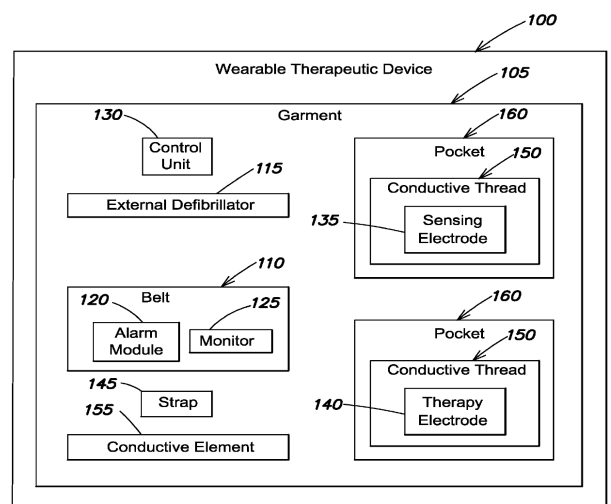 100
Wearable Therapeutic Device
105
Garment
130
Control
Unit
115
External Defibrillator
160
Pocket
150
Conductive Thread
135
Sensing
Electrode
110
Belt
120
125
Alarm
Module
Monitor
145
Strap
155
Conductive Element
160
Pocket
150
Conductive Thread
140
Therapy
Electrode